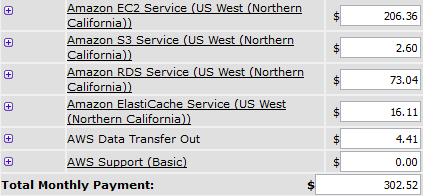 Amazon EC2 Service (US West (Northern
California)) $ 206.36
Amazon S3 Service (US West (Northern
California)) $ 2.60
Amazon RDS Service (US West (Northern
California)) $ 73.04
Amazon ElastiCache Service (US West
(Northern California)) $ 16.11
AWS Data Transfer Out $ 4.41
AWS Support (Basic) $ 0.00
Total Monthly Payment: $ 302.52